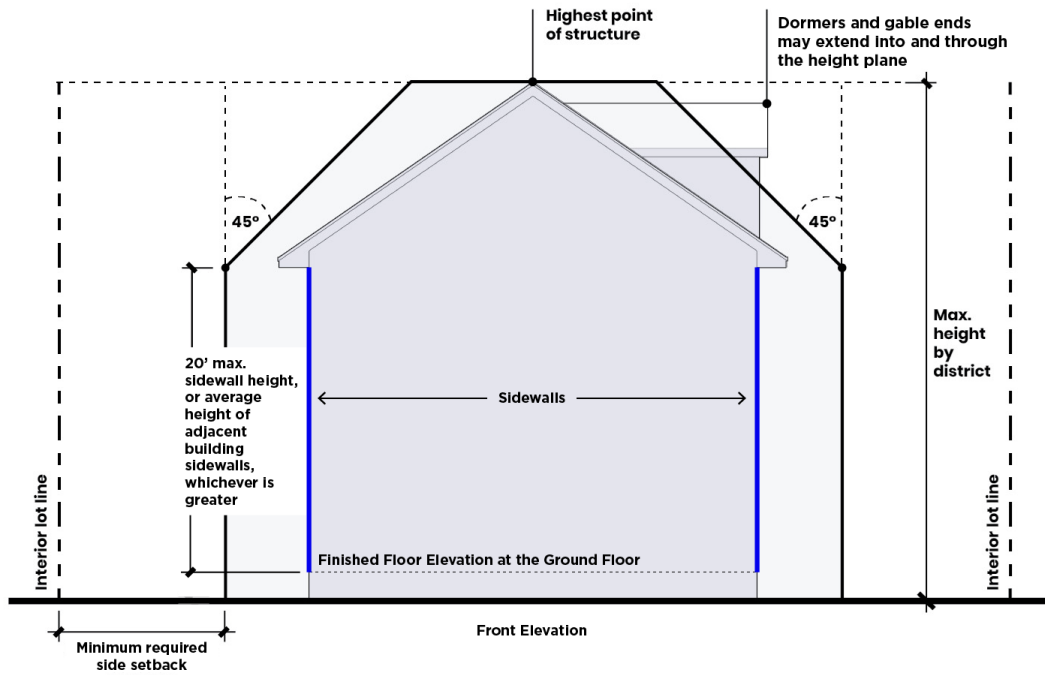 Highest point
of structure
Dormers and gable ends
may extend into and through
the height plane
45º
45º
Max.
height
by
district
20’ max.
sidewall height,
or average
height of
adjacent
building
sidewalls,
whichever is
greater
Sidewalls
Interior lot line
Interior lot line
Finished Floor Elevation at the Ground Floor
Front Elevation
Minimum required
side setback